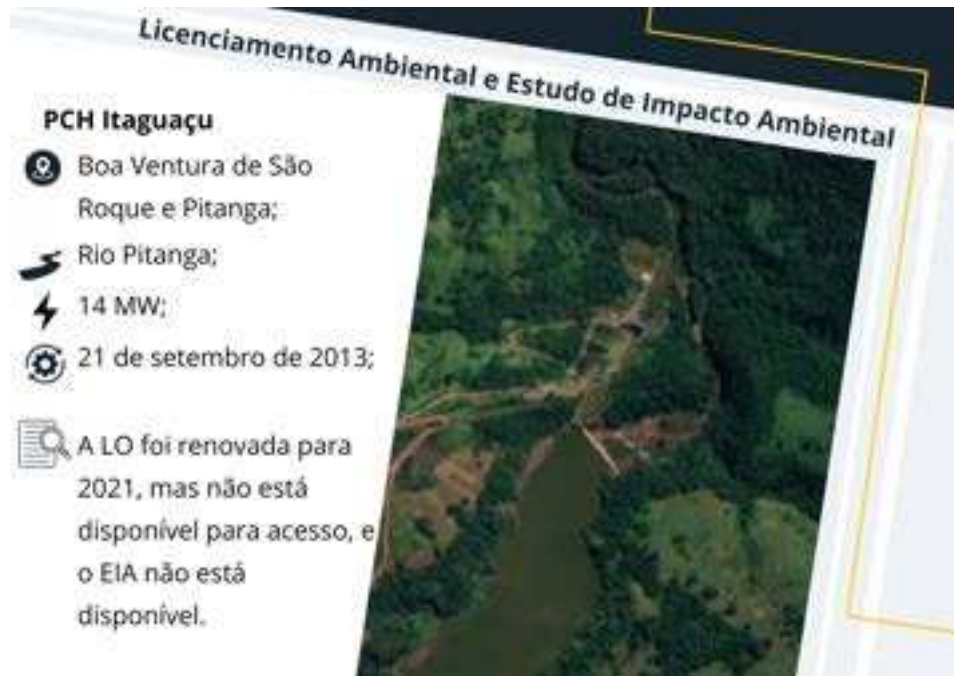 Licenciamento Ambiental e Estudo de Impacto Ambiental
PCH Itaguaçu
Boa Ventura de São
Roque e Pitanga;
Rio Pitanga;
14 MW;
21 de setembro de 2013;
A LO foi renovada para
2021, mas não está
disponível para acesso, e
o EIA não está
disponível.